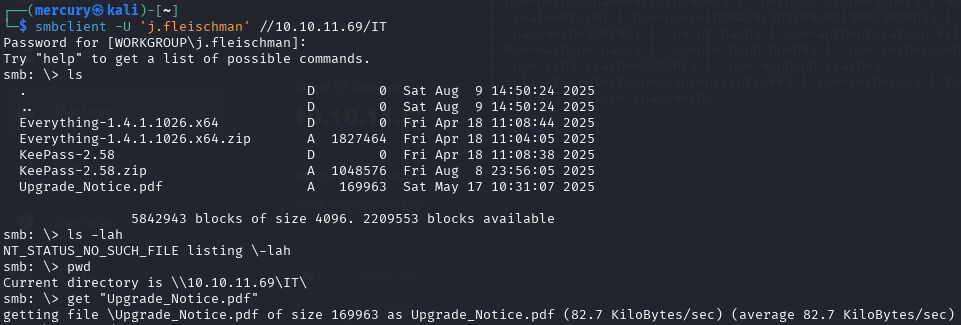 ┌──(mercury㉿kali)-[~]
└─$ smbclient -U 'j.fleischman' //10.10.11.69/IT
Password for [WORKGROUP\j.fleischman]:
Try "help" to get a list of possible commands.
smb: \> ls
  .                                   D        0  Sat Aug  9 14:50:24 2025
  ..                                  D        0  Sat Aug  9 14:50:24 2025
  Everything-1.4.1.1026.x64           D        0  Fri Apr 18 11:08:44 2025
  Everything-1.4.1.1026.x64.zip       A  1827464  Fri Apr 18 11:04:05 2025
  KeePass-2.58                        D        0  Fri Apr 18 11:08:38 2025
  KeePass-2.58.zip                    A  1048576  Fri Aug  8 23:56:05 2025
  Upgrade_Notice.pdf                  A   169963  Sat May 17 10:31:07 2025

                5842943 blocks of size 4096. 2209553 blocks available
smb: \> ls -lah
NT_STATUS_NO_SUCH_FILE listing \-lah
smb: \> pwd
Current directory is \\10.10.11.69\IT\
smb: \> get "Upgrade_Notice.pdf"
getting file \Upgrade_Notice.pdf of size 169963 as Upgrade_Notice.pdf (82.7 KiloBytes/sec) (average 82.7 KiloBytes/sec)